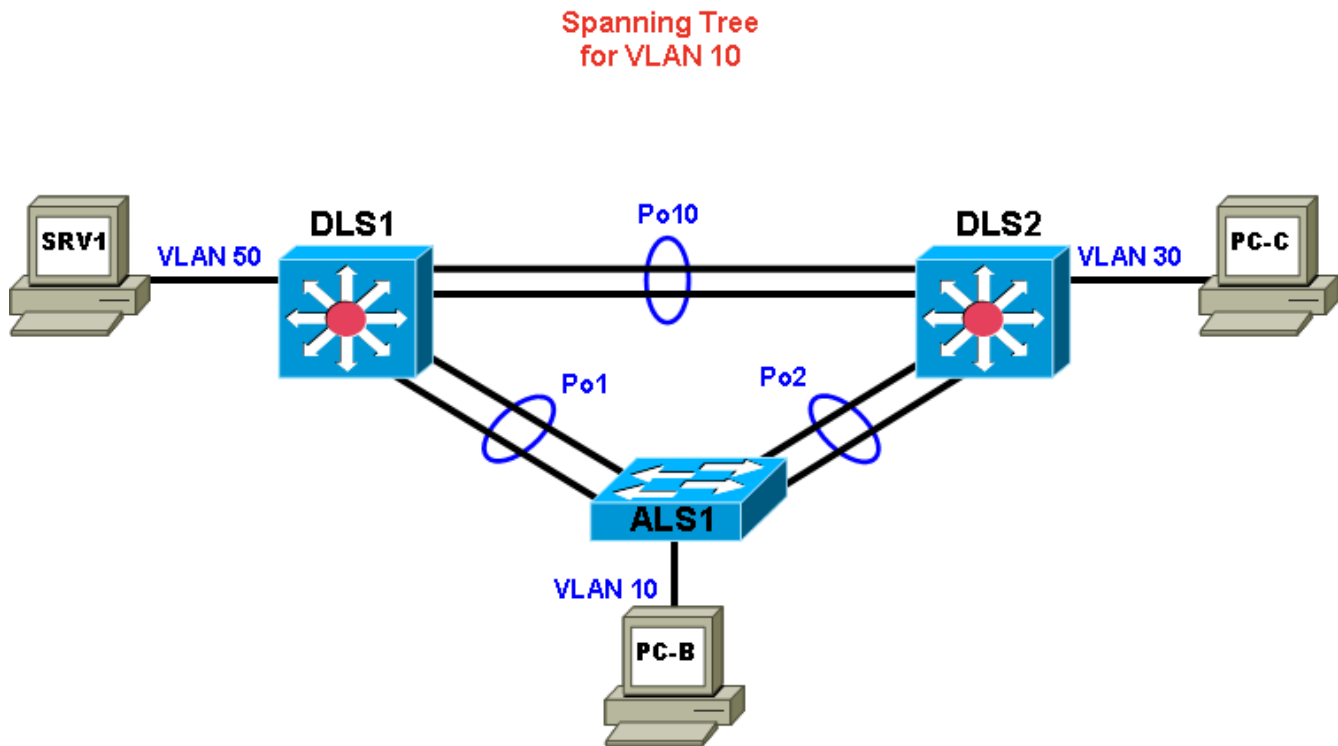 Spanning Tree
for VLAN 10
DLS1
Po10
DLS2
SRV1
VLAN 50
VLAN 30
PC-C
Po1
Po2
ALS1
VLAN 10
PC-B